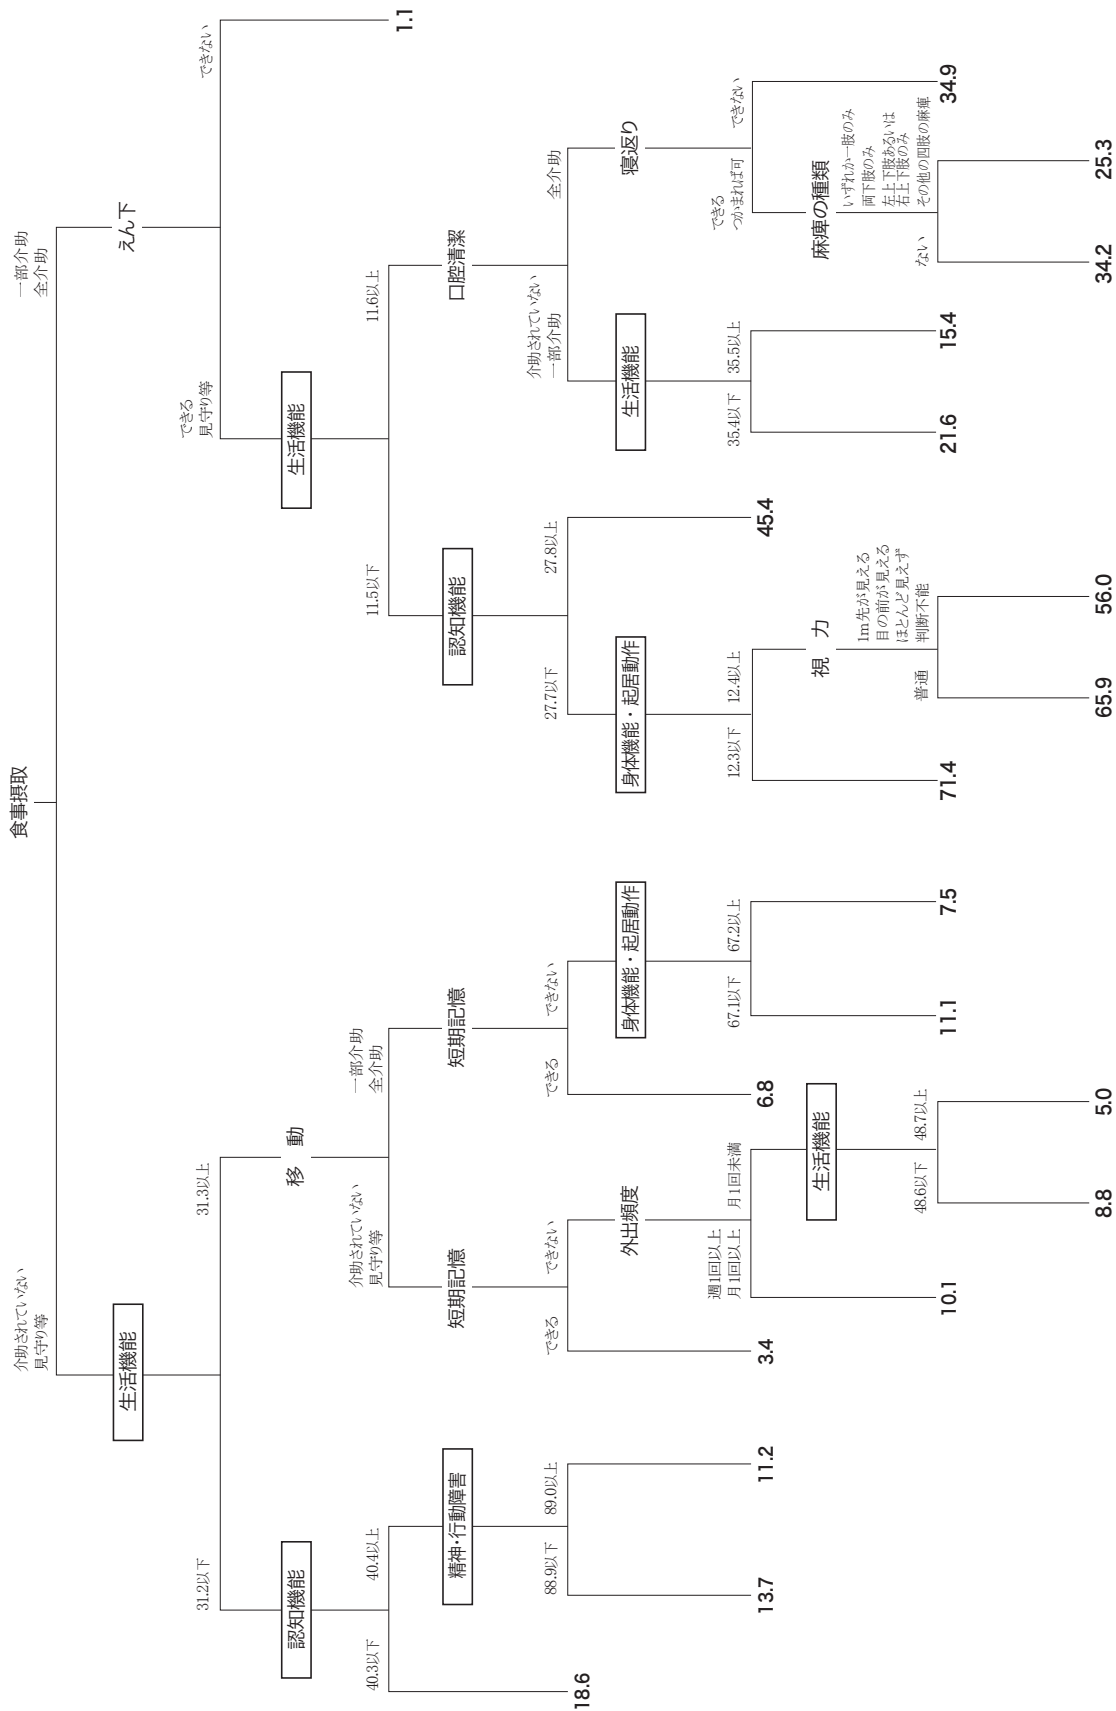 食事摂取
介助されていない
見守り等
一部介助
全介助
生活機能
えん下
31.2以下
31.3以上
できる
見守り等
できない
認知機能
移 動
生活機能
1.1
40.3以下
40.4以上
介助されていない
見守り等
一部介助
全介助
11.5以下
11.6以上
精神・行動障害
短期記憶
短期記憶
認知機能
口腔清潔
18.6
88.9以下
89.0以上
できる
できない
できる
できない
27.7以下
27.8以上
介助されていない
一部介助
全介助
外出頻度
身体機能・起居動作
身体機能・起居動作
生活機能
寝返り
13.7
11.2
3.4
週1回以上
月1回以上
月1回未満
6.8
67.1以下
67.2以上
12.3以下
12.4以上
45.4
35.4以下
35.5以上
できる
つかまれば可
できない
生活機能
視 力
麻痺の種類
10.1
48.6以下
48.7以上
11.1
7.5
71.4
普通
1m先が見える
目の前が見える
ほとんど見えず
判断不能
21.6
15.4
ない
いずれか一肢のみ
両下肢のみ
左上下肢あるいは
右上下肢のみ
その他の四肢の麻痺
34.9
8.8
5.0
65.9
56.0
34.2
25.3